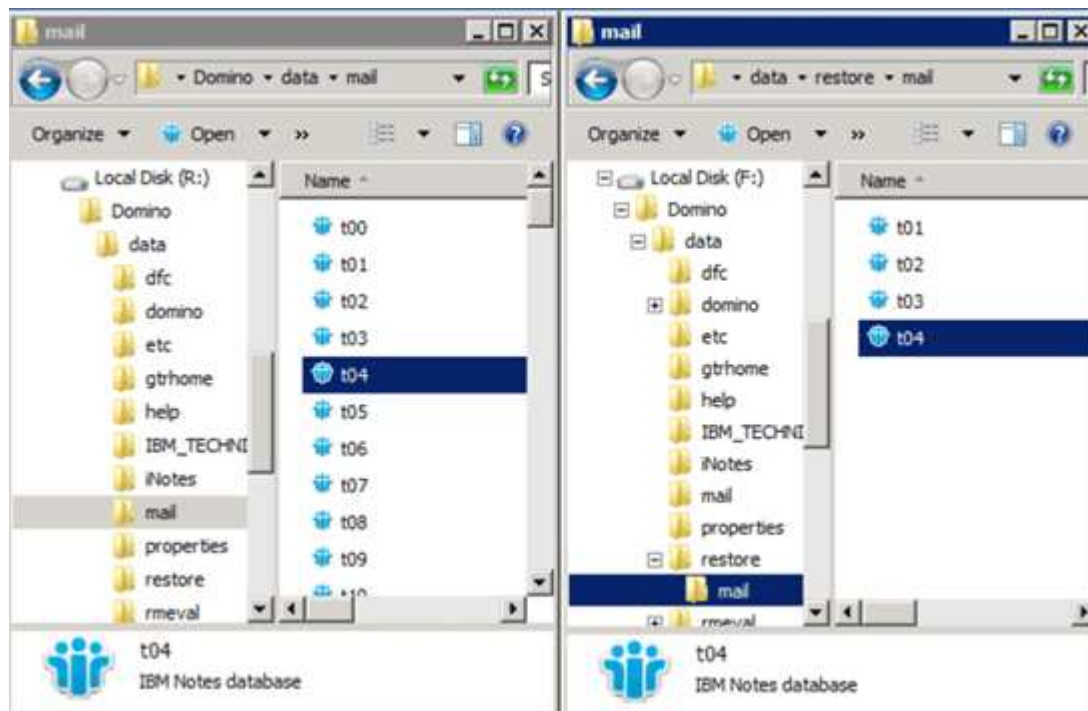 mail
Domino data mail
S
Organize Open »
Local Disk (R:)
Domino
data
dfc
domino
etc
gtrhome
help
IBM_TECHNI
iNotes
mail
properties
restore
rmeval
Name
t00
t01
t02
t03
t04
t05
t06
t07
t08
t09
t10
t04
IBM Notes database
mail
data restore mail
Organize Open »
Local Disk (F:)
Domino
data
dfc
domino
etc
gtrhome
help
IBM_TECHNI
iNotes
mail
properties
restore
mail
rmeval
Name
t01
t02
t03
t04
t04
IBM Notes database